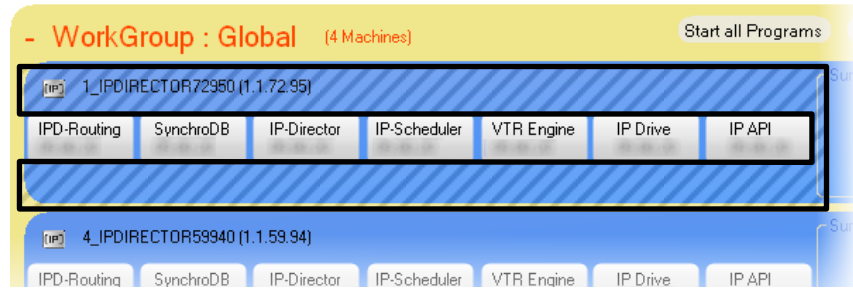 - WorkGroup : Global (4 Machines) Start all Programs
[IP] 1_IPDIRECTOR72950 (1.1.72.95)
IPD-Routing SynchroDB IP-Director IP-Scheduler VTR Engine IP Drive IP API
[IP] 4_IPDIRECTOR59940 (1.1.59.94)
IPD-Routing SynchroDB IP-Director IP-Scheduler VTR Engine IP Drive IP API